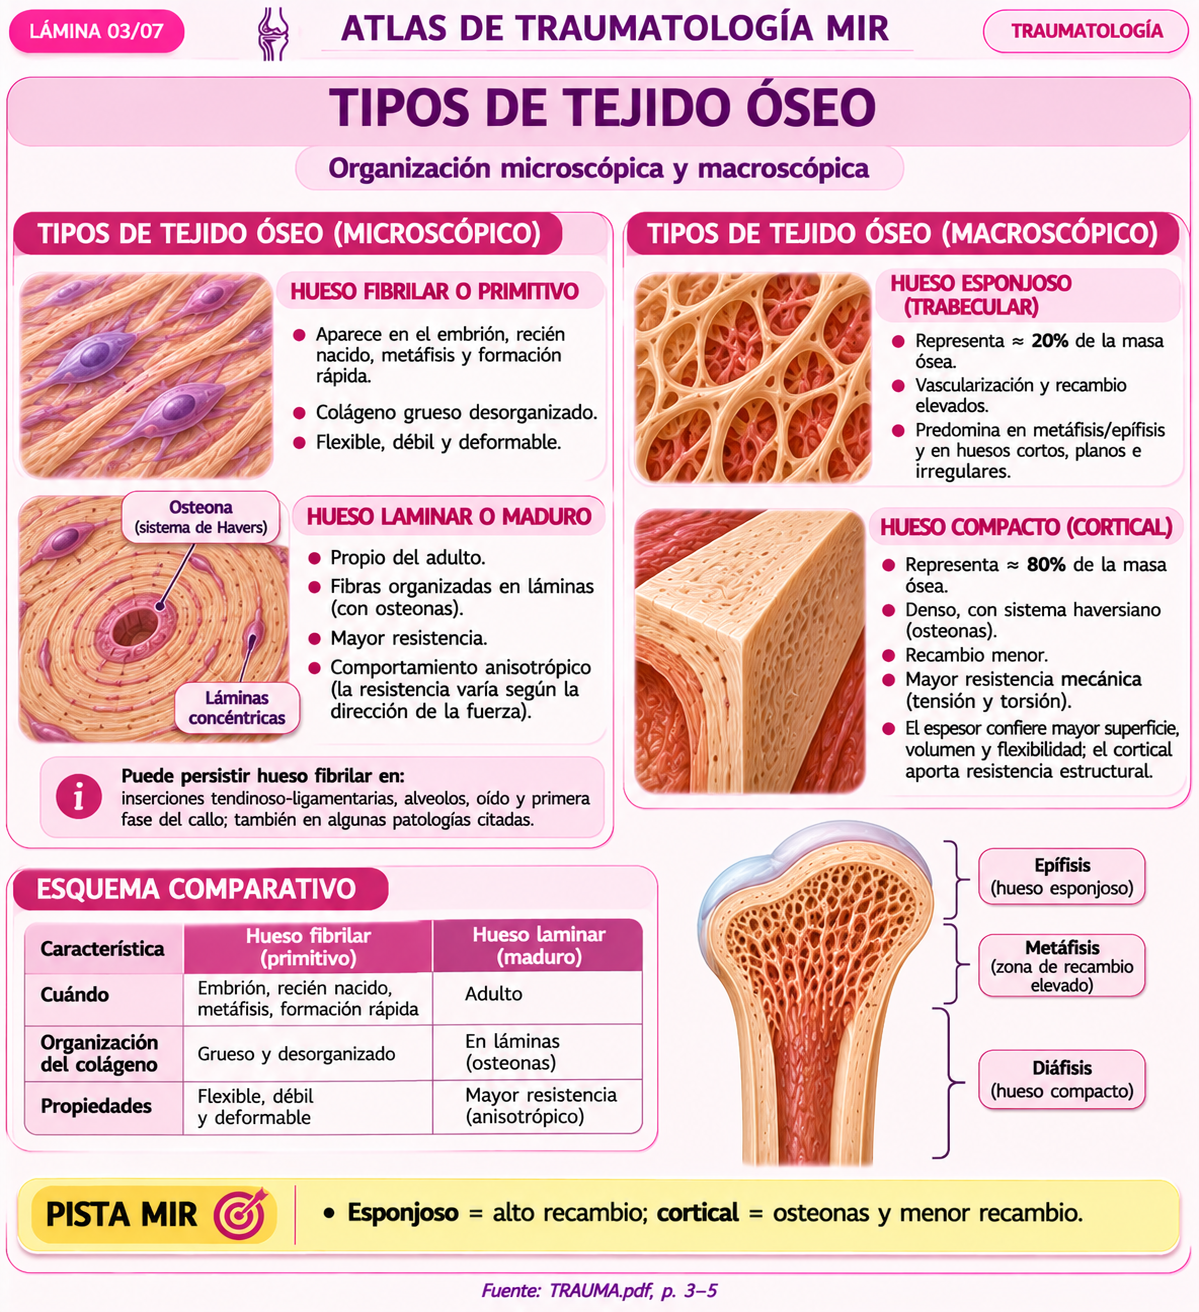 LÁMINA 03/07
ATLAS DE TRAUMATOLOGÍA MIR
TRAUMATOLOGÍA
TIPOS DE TEJIDO ÓSEO
Organización microscópica y macroscópica
TIPOS DE TEJIDO ÓSEO (MICROSCÓPICO)
HUESO FIBRILAR O PRIMITIVO
● Aparece en el embrión, recién
nacido, metáfisis y formación
rápida.
● Colágeno grueso desorganizado.
● Flexible, débil y deformable.
Osteona
(sistema de Havers)
Láminas
concéntricas
HUESO LAMINAR O MADURO
● Propio del adulto.
● Fibras organizadas en láminas
(con osteonas).
● Mayor resistencia.
● Comportamiento anisotrópico
(la resistencia varía según la
dirección de la fuerza).
i
Puede persistir hueso fibrilar en:
inserciones tendinoso-ligamentarias, alveolos, oído y primera
fase del callo; también en algunas patologías citadas.
TIPOS DE TEJIDO ÓSEO (MACROSCÓPICO)
HUESO ESPONJOSO
(TRABECULAR)
● Representa ≈ 20% de la masa
ósea.
● Vascularización y recambio
elevados.
● Predomina en metáfisis/epífisis
y en huesos cortos, planos e
irregulares.
HUESO COMPACTO (CORTICAL)
● Representa ≈ 80% de la masa
ósea.
● Denso, con sistema haversiano
(osteonas).
● Recambio menor.
● Mayor resistencia mecánica
(tensión y torsión).
● El espesor confiere mayor superficie,
volumen y flexibilidad; el cortical
aporta resistencia estructural.
ESQUEMA COMPARATIVO
Característica
Hueso fibrilar
(primitivo)
Hueso laminar
(maduro)
Cuándo
Embrión, recién nacido,
metáfisis, formación rápida
Adulto
Organización
del colágeno
Grueso y desorganizado
En láminas
(osteonas)
Propiedades
Flexible, débil
y deformable
Mayor resistencia
(anisotrópico)
Epífisis
(hueso esponjoso)
Metáfisis
(zona de recambio
elevado)
Diáfisis
(hueso compacto)
PISTA MIR
• Esponjoso = alto recambio; cortical = osteonas y menor recambio.
Fuente: TRAUMA.pdf, p. 3–5